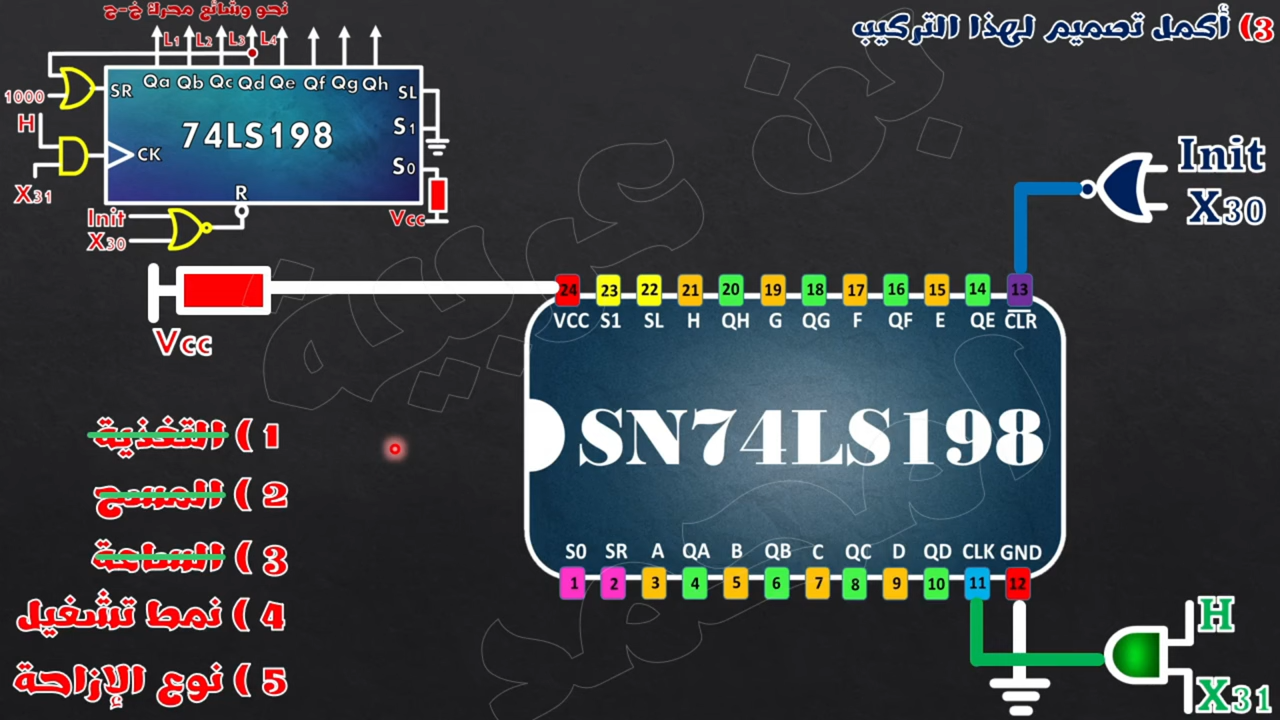 3) أكمل تصميم لهذا التركيب
نحو وشائع محرك خ-خ
L1 L2 L3 L4
Qa Qb Qc Qd Qe Qf Qg Qh
SR
SL
1000
H
74LS198
S1
CK
S0
X31
R
Init
X30
Vcc
Init
X30
Vcc
24 23 22 21 20 19 18 17 16 15 14 13
VCC S1 SL H QH G QG F QF E QE CLR
SN74LS198
S0 SR A QA B QB C QC D QD CLK GND
1 2 3 4 5 6 7 8 9 10 11 12
1 ) التغذية
2 ) المسح
3 ) الساعة
4 ) نمط تشغيل
5 ) نوع الإزاحة
H
X31